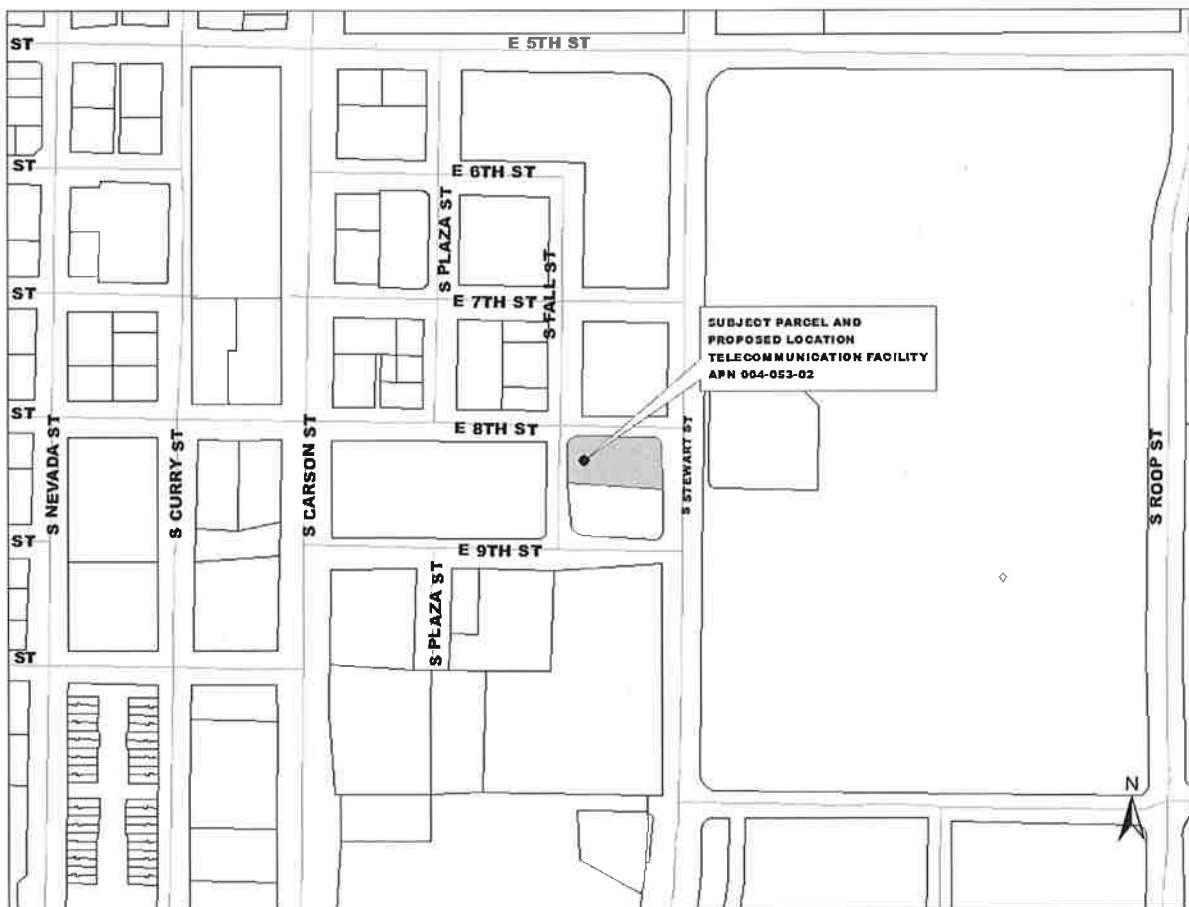 ST
E 5TH ST
ST
E 6TH ST
S PLAZA ST
S FALL ST
ST
E 7TH ST
SUBJECT PARCEL AND
PROPOSED LOCATION
TELECOMMUNICATION FACILITY
APN 004-053-02
ST
E 8TH ST
S NEVADA ST
S CURRY ST
S CARSON ST
S STEWART ST
S ROOP ST
ST
E 9TH ST
S PLAZA ST
ST
N